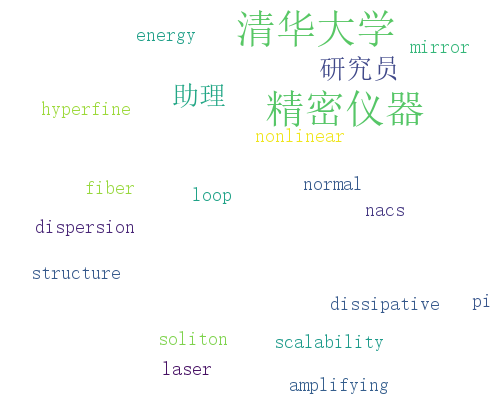 清华大学
energy
mirror
研究员
助理
精密仪器
hyperfine
nonlinear
normal
fiber
loop
nacs
dispersion
structure
dissipative
pi
soliton
scalability
laser
amplifying